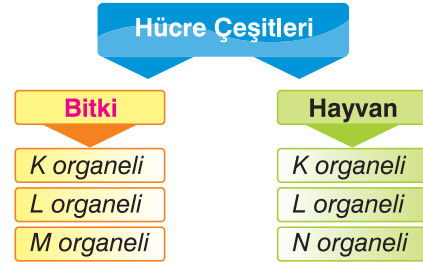 Hücre Çeşitleri
Bitki
K organeli
L organeli
M organeli
Hayvan
K organeli
L organeli
N organeli